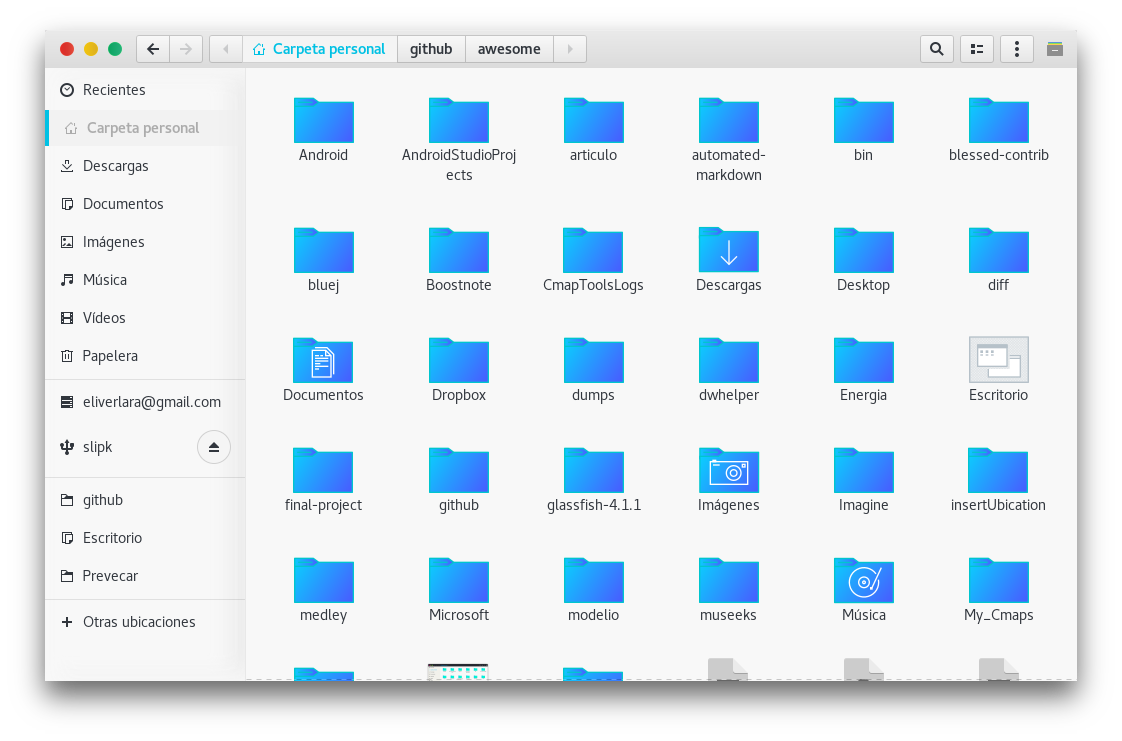 Carpeta personal github awesome
Recientes
Carpeta personal
Descargas
Documentos
Imágenes
Música
Vídeos
Papelera
eliverlara@gmail.com
slipk
github
Escritorio
Prevecar
Otras ubicaciones
Android AndroidStudioProj articulo automated- bin blessed-contrib
ects markdown
bluej Boostnote CmapToolsLogs Descargas Desktop diff
Documentos Dropbox dumps dwhelper Energia Escritorio
final-project github glassfish-4.1.1 Imágenes Imagine insertUbication
medley Microsoft modelio museeks Música My_Cmaps